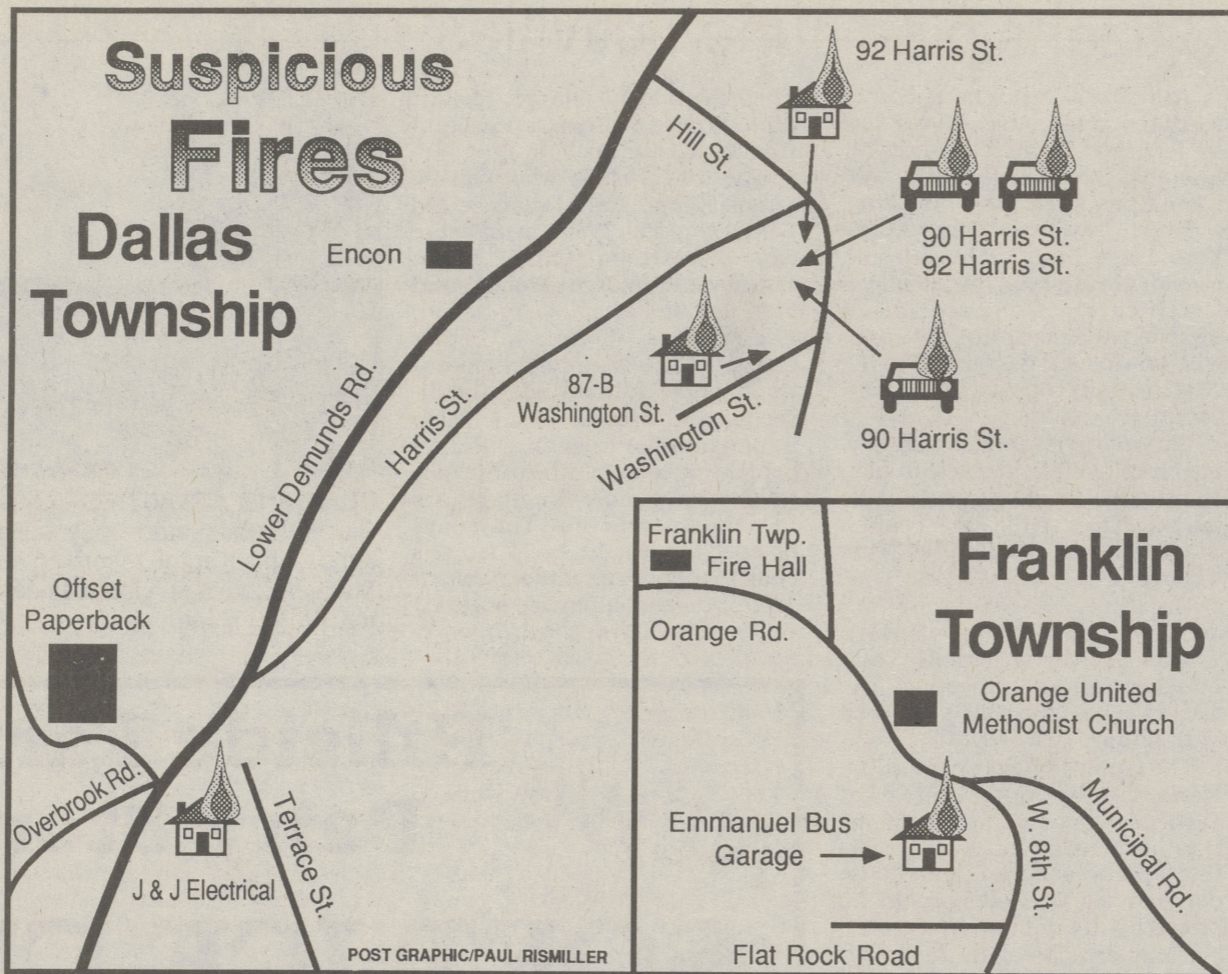 Suspicious
Fires
Dallas
Township
92 Harris St.
Hill St.
90 Harris St.
92 Harris St.
Encon
87-B
Washington St.
Washington St.
90 Harris St.
Lower Demunds Rd.
Harris St.
Offset
Paperback
Overbrook Rd.
J & J Electrical
Terrace St.
POST GRAPHIC/PAUL RISMILLER
Franklin Twp.
Fire Hall
Orange Rd.
Franklin
Township
Orange United
Methodist Church
Emmanuel Bus
Garage
W. 8th St.
Municipal Rd.
Flat Rock Road